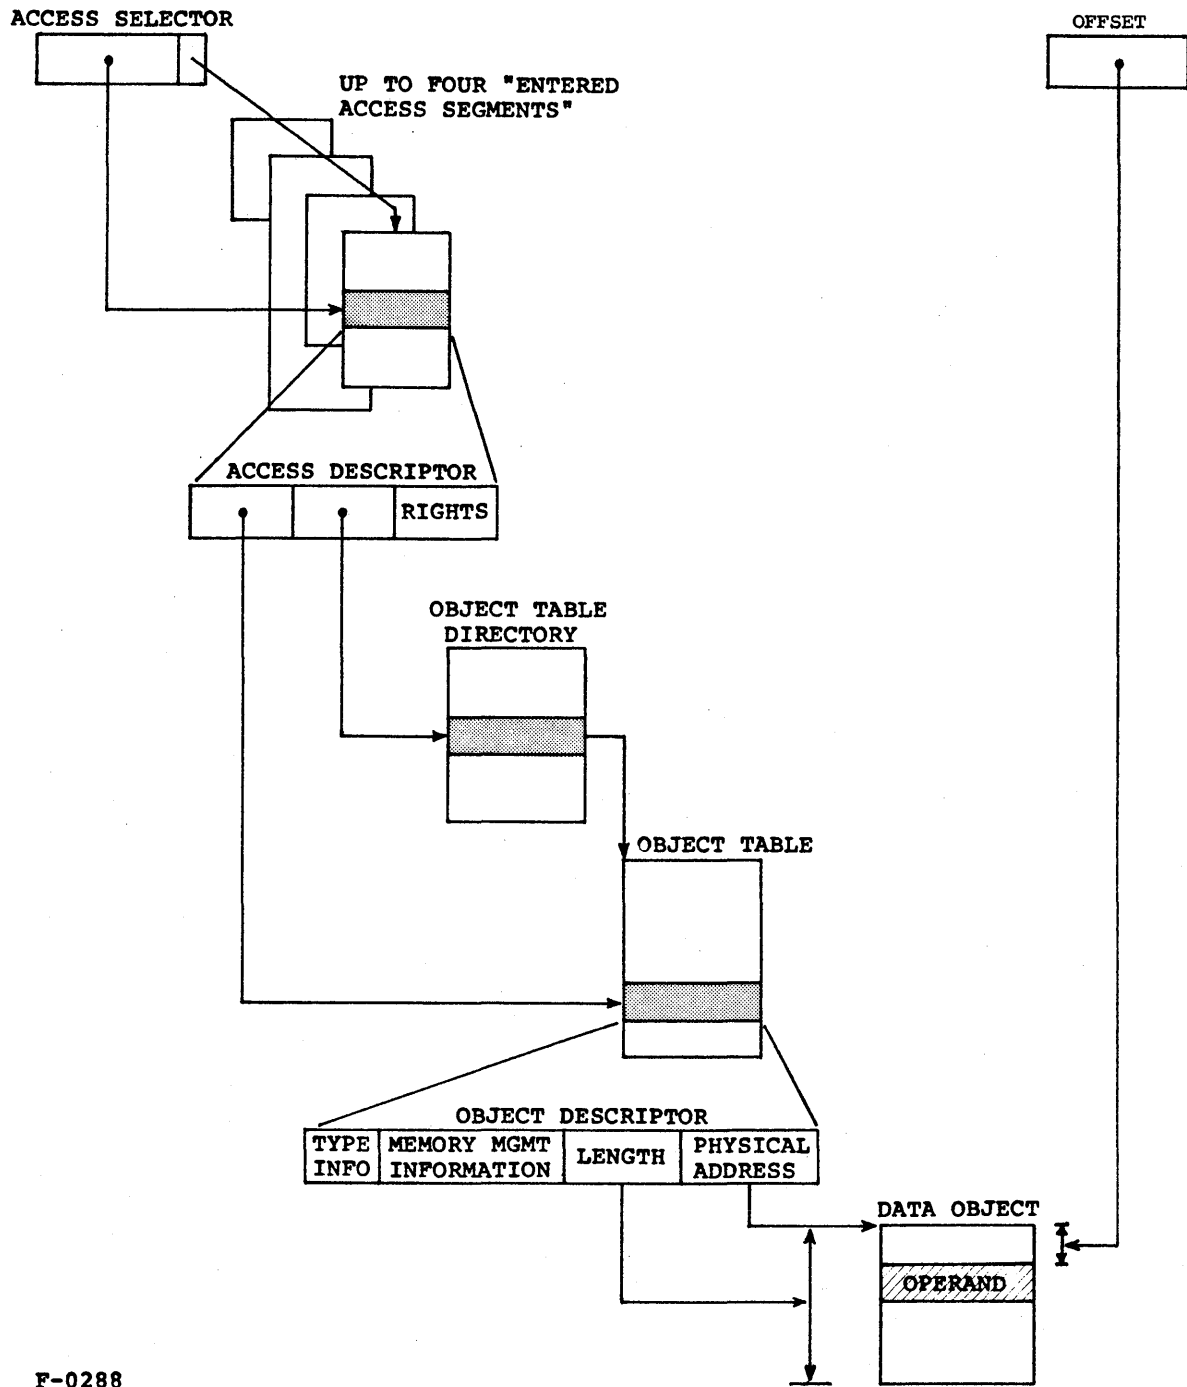 ACCESS SELECTOR
OFFSET
UP TO FOUR "ENTERED
ACCESS SEGMENTS"
ACCESS DESCRIPTOR
RIGHTS
OBJECT TABLE
DIRECTORY
OBJECT TABLE
OBJECT DESCRIPTOR
TYPE
INFO
MEMORY MGMT
INFORMATION
LENGTH
PHYSICAL
ADDRESS
DATA OBJECT
OPERAND
F-0288